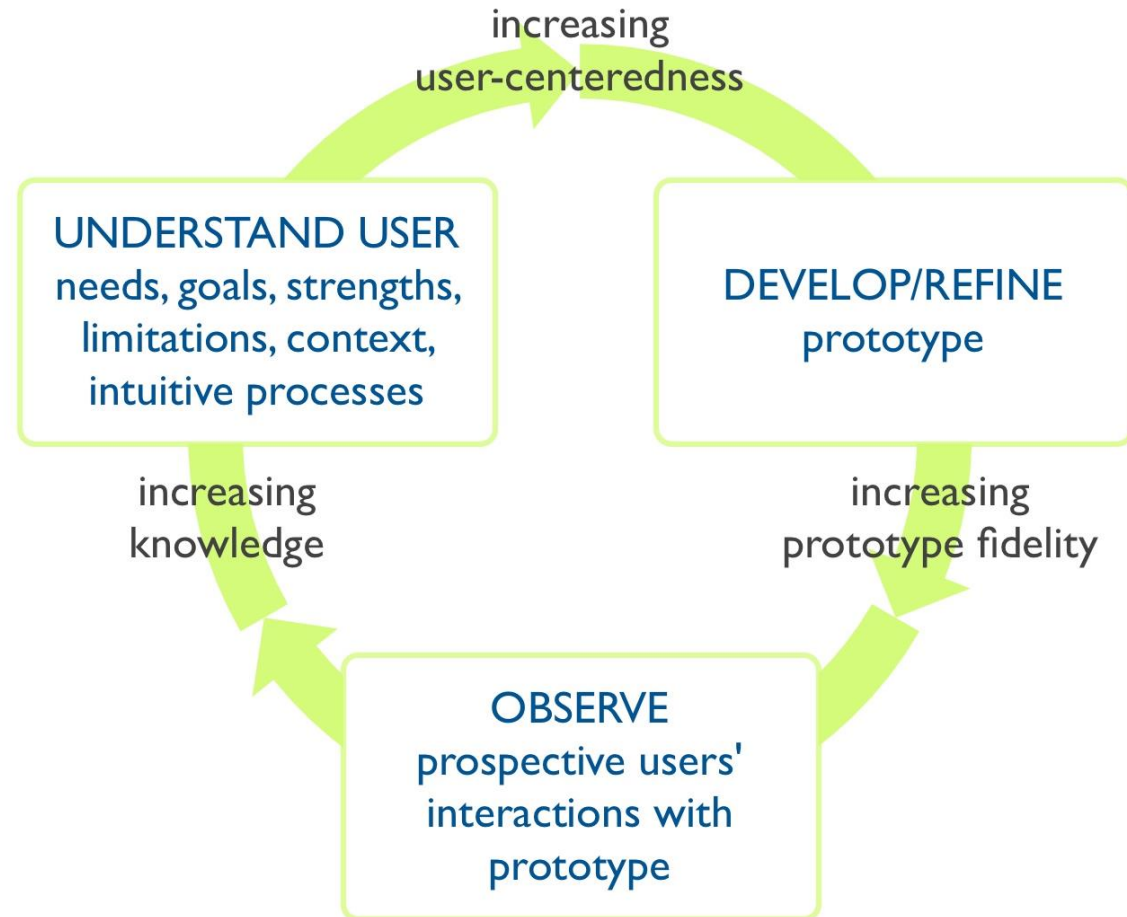 increasing
user-centeredness
UNDERSTAND USER
needs, goals, strengths,
limitations, context,
intuitive processes
DEVELOP/REFINE
prototype
increasing
knowledge
increasing
prototype fidelity
OBSERVE
prospective users'
interactions with
prototype